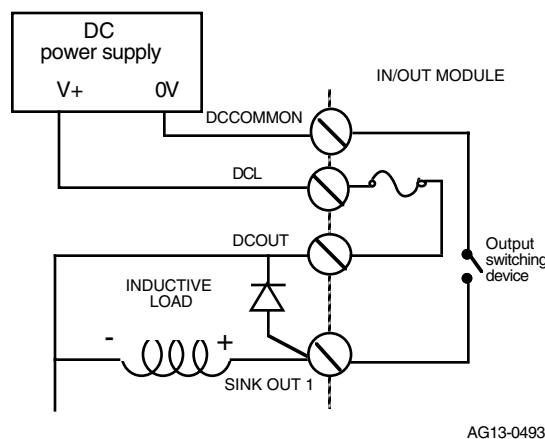 DC
power supply
V+ 0V
IN/OUT MODULE
DCCOMMON
DCL
DCOUT
Output
switching
device
INDUCTIVE
LOAD
- +
SINK OUT 1
AG13-0493